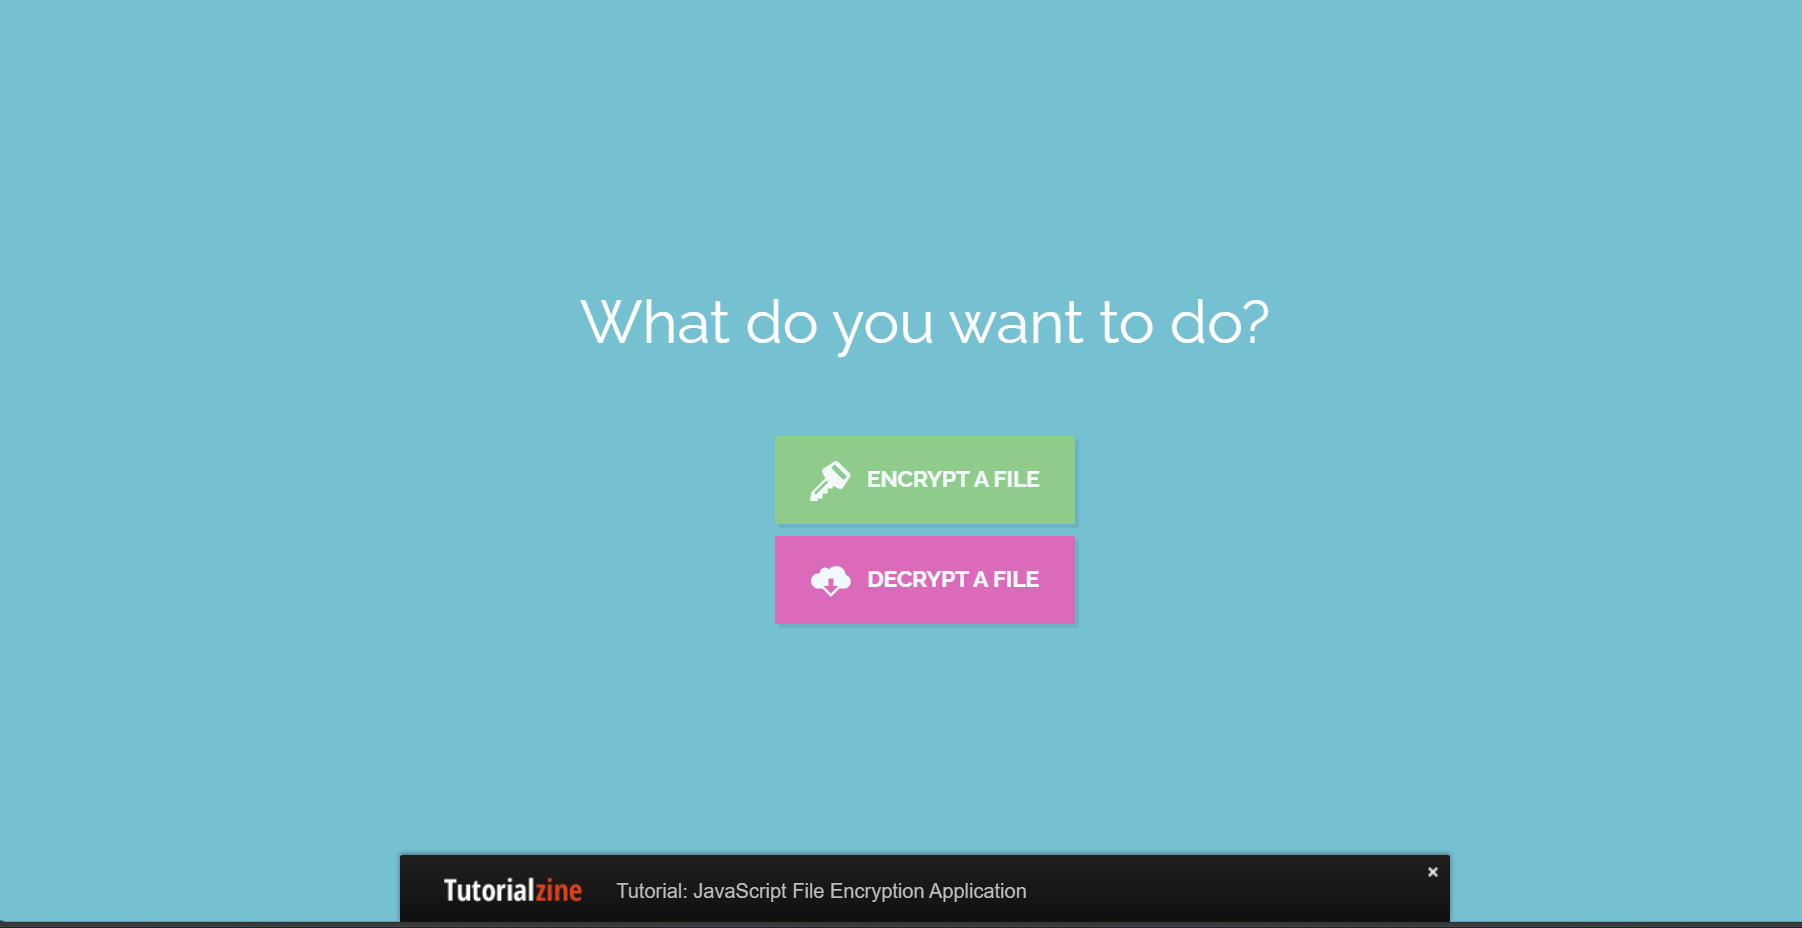 What do you want to do?
ENCRYPT A FILE
DECRYPT A FILE
Tutorialzine Tutorial: JavaScript File Encryption Application ×